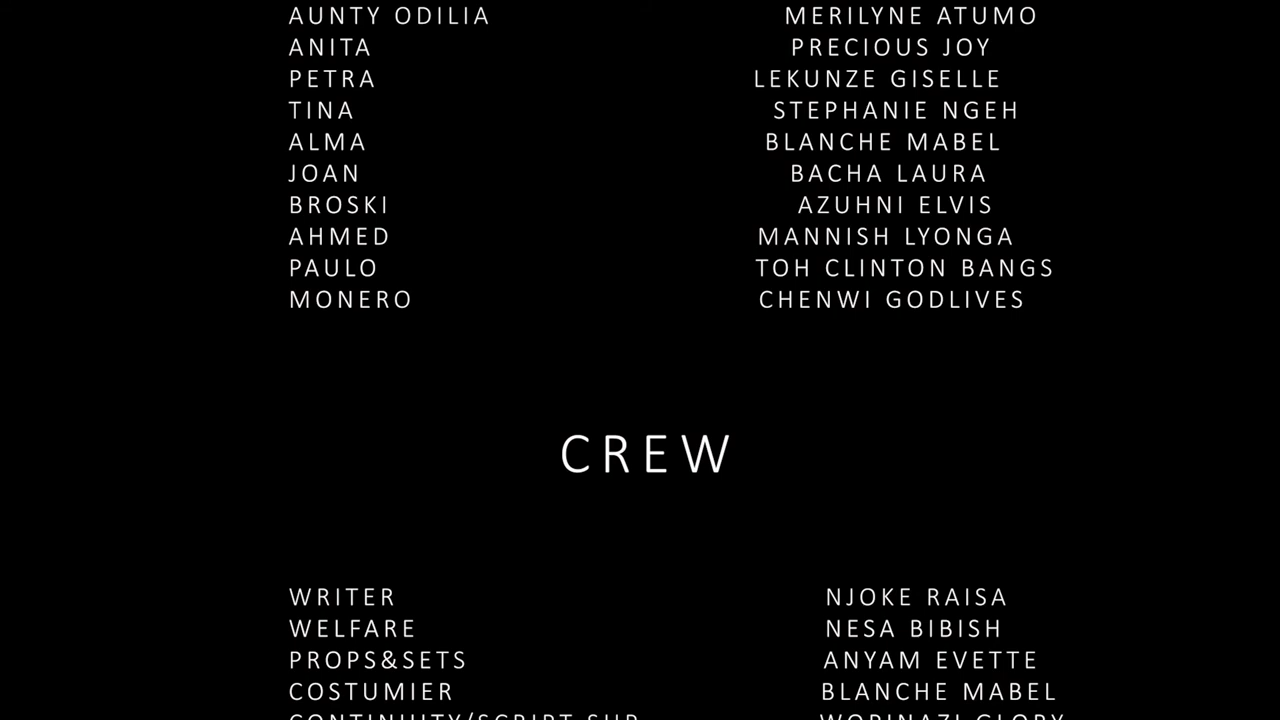 AUNTY ODILIA MERILYNE ATUMO
ANITA PRECIOUS JOY
PETRA LEKUNZE GISELLE
TINA STEPHANIE NGEH
ALMA BLANCHE MABEL
JOAN BACHA LAURA
BROSKI AZUHNI ELVIS
AHMED MANNISH LYONGA
PAULO TOH CLINTON BANGS
MONERO CHENWI GODLIVES
CREW
WRITER NJOKE RAISA
WELFARE NESA BIBISH
PROPS&SETS ANYAM EVETTE
COSTUMIER BLANCHE MABEL